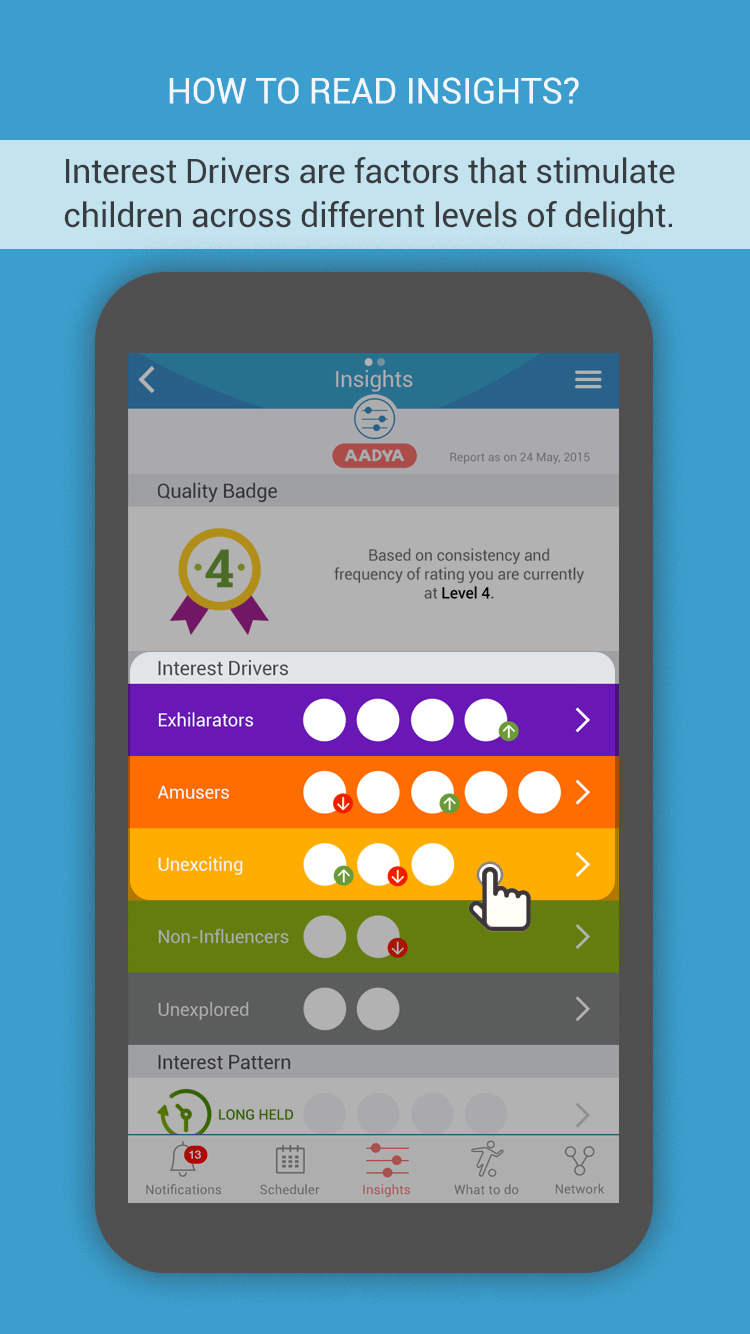 HOW TO READ INSIGHTS?
Interest Drivers are factors that stimulate
children across different levels of delight.
Insights
AADYA
Report as on 24 May, 2015
Quality Badge
4
Based on consistency and
frequency of rating you are currently
at Level 4.
Interest Drivers
Exhilarators
Amusers
Unexciting
Non-Influencers
Unexplored
Interest Pattern
LONG HELD
13
Notifications
Scheduler
Insights
What to do
Network